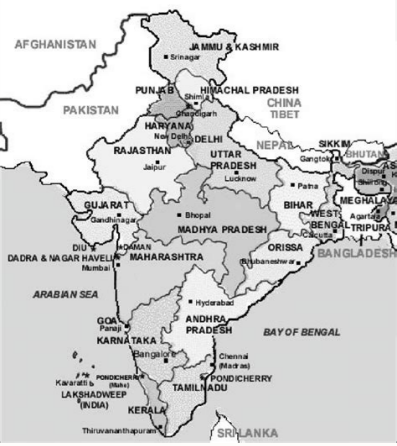 AFGHANISTAN
JAMMU & KASHMIR
Srinagar
PUNJAB
HIMACHAL PRADESH
Shimla
CHINA
TIBET
PAKISTAN
Chandigarh
HARYANA
New Delhi
DELHI
NEPAL
SIKKIM
BHUTAN
Gangtok
RAJASTHAN
Jaipur
UTTAR
PRADESH
Lucknow
Dispur
AS
Shillong
Patna
BIHAR
MEGHALAYA
GUJARAT
Gandhinagar
Bhopal
MADHYA PRADESH
WEST
BENGAL
Calcutta
Agartala
TRIPURA
DIU
DAMAN
DADRA & NAGAR HAVELI
Mumbai
MAHARASHTRA
ORISSA
Bhubaneshwar
BANGLADESH
ARABIAN SEA
Hyderabad
ANDHRA
PRADESH
BAY OF BENGAL
GOA
Panaji
KARNATAKA
Bangalore
Chennai
(Madras)
PONDICHERRY
(Mahe)
PONDICHERRY
Kavaratti
LAKSHADWEEP
(INDIA)
TAMILNADU
KERALA
Thiruvananthapuram
SRI LANKA